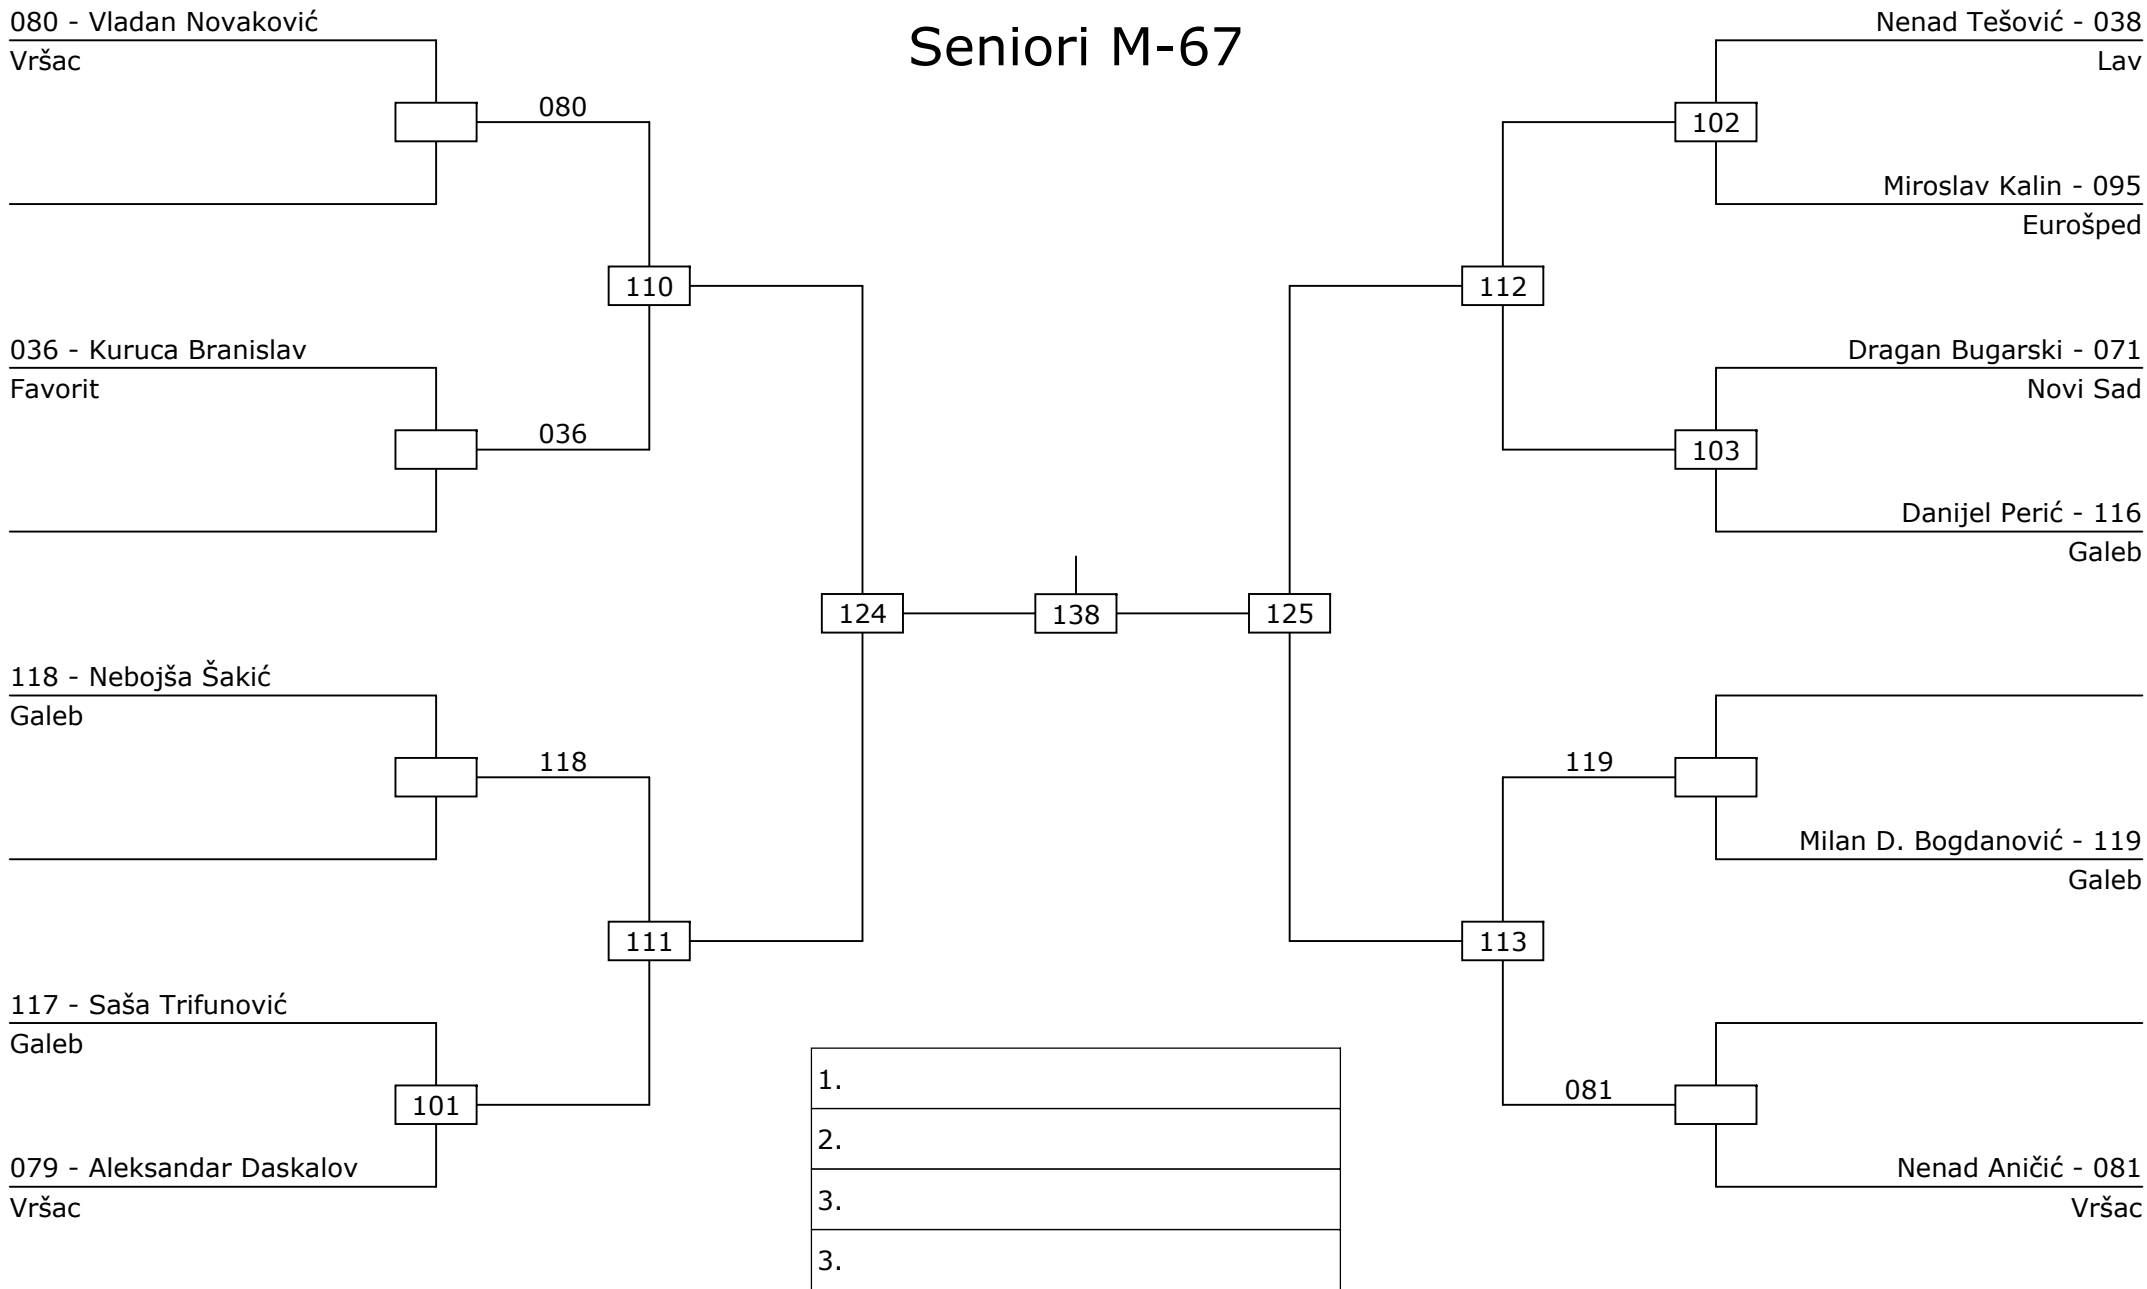 Seniori M-67
080 - Vladan Novaković
Vršac
080
110
036 - Kuruca Branislav
Favorit
036
124
118 - Nebojša Šakić
Galeb
118
111
117 - Saša Trifunović
Galeb
101
079 - Aleksandar Daskalov
Vršac
138
Nenad Tešović - 038
Lav
102
Miroslav Kalin - 095
Eurošped
112
Dragan Bugarski - 071
Novi Sad
103
Danijel Perić - 116
Galeb
125
119
Milan D. Bogdanović - 119
Galeb
113
081
Nenad Aničić - 081
Vršac
1.
2.
3.
3.